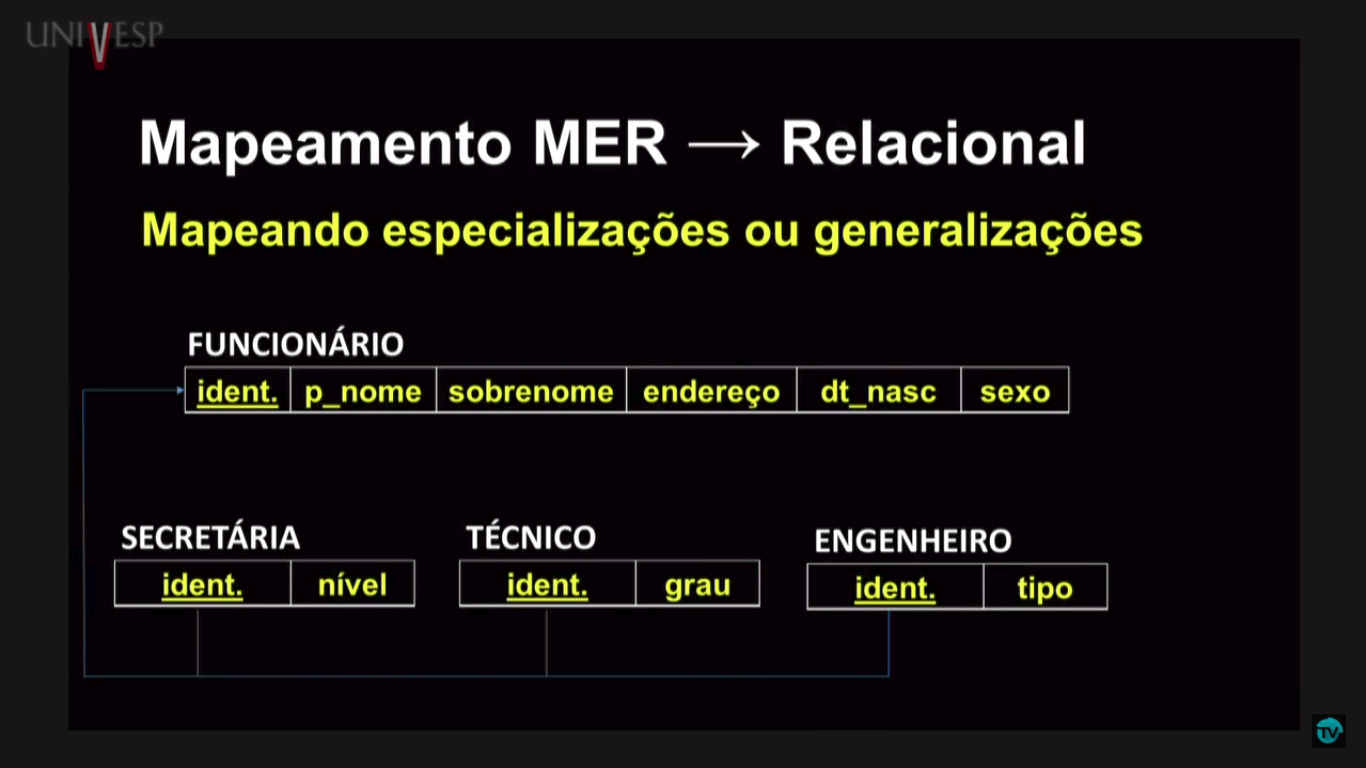 UNIVESP
Mapeamento MER → Relacional
Mapeando especializações ou generalizações
FUNCIONÁRIO
ident. p_nome sobrenome endereço dt_nasc sexo
SECRETÁRIA TÉCNICO ENGENHEIRO
ident. nível ident. grau ident. tipo
TV